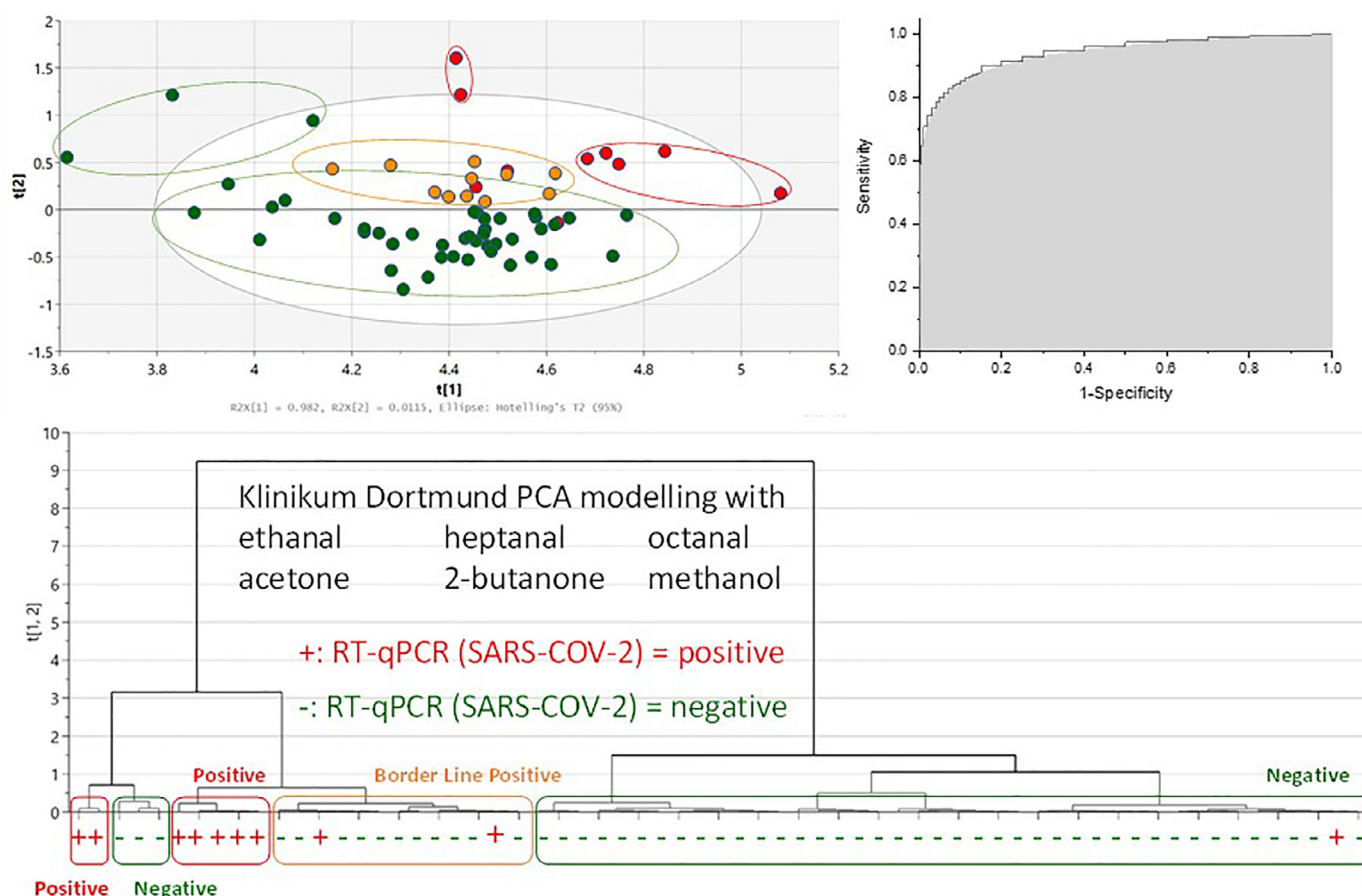 2
1.5
1
0.5
0
-0.5
-1
-1.5
t[2]
3.6 3.8 4 4.2 4.4 4.6 4.8 5 5.2
t[1]
R2X[1] = 0.982, R2X[2] = 0.0115, Ellipse: Hotelling's T2 (95%)
1.0
0.8
0.6
0.4
0.2
0.0
Sensitivity
0.0 0.2 0.4 0.6 0.8 1.0
1-Specificity
10
9
8
7
6
5
4
3
2
1
0
t[1, 2]
Klinikum Dortmund PCA modelling with
ethanal heptanal octanal
acetone 2-butanone methanol
+: RT-qPCR (SARS-COV-2) = positive
-: RT-qPCR (SARS-COV-2) = negative
Positive Border Line Positive Negative
Positive Negative